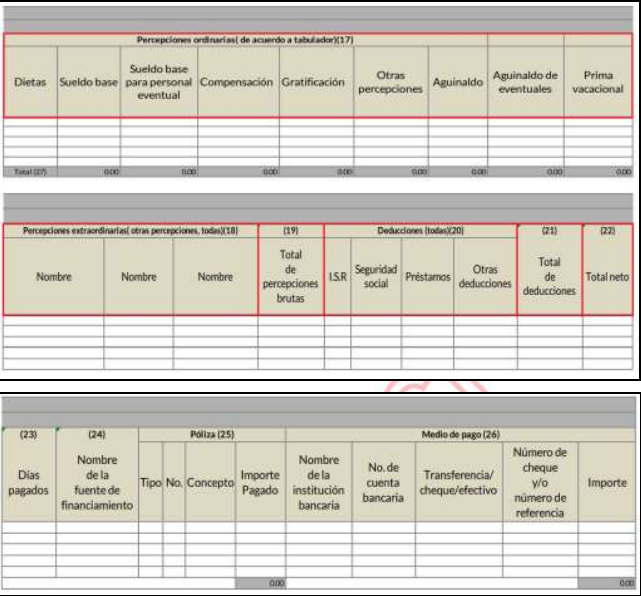 Percepciones ordinarias( de acuerdo a tabulador)(17)
Dietas Sueldo base Sueldo base para personal eventual Compensación Gratificación Otras percepciones Aguinaldo Aguinaldo de eventuales Prima vacacional
Total (27) 0.00 0.00 0.00 0.00 0.00 0.00 0.00 0.00
Percepciones extraordinarias( otras percepciones, todas)(18) (19) Deducciones (todas)(20) (21) (22)
Nombre Nombre Nombre Total de percepciones brutas I.S.R Seguridad social Préstamos Otras deducciones Total de deducciones Total neto
(23) (24) Póliza (25) Medio de pago (26)
Días pagados Nombre de la fuente de financiamiento Tipo No. Concepto Importe Pagado Nombre de la institución bancaria No. de cuenta bancaria Transferencia/ cheque/efectivo Número de cheque y/o número de referencia Importe
0.00 0.00